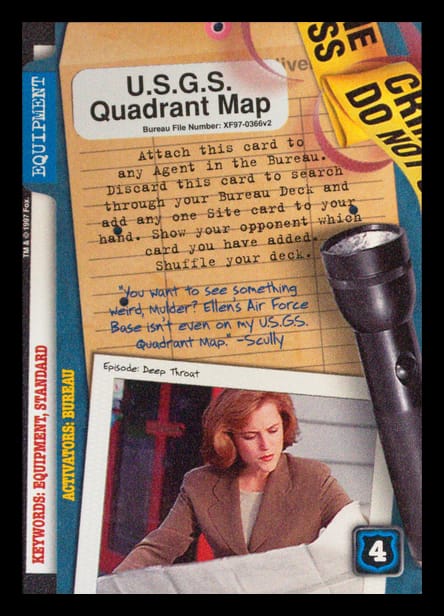 U.S.G.S.
Quadrant Map
Bureau File Number: XF97-0366v2
Attach this card to
any Agent in the Bureau.
Discard this card to search
through your Bureau Deck and
add any one Site card to your
hand. Show your opponent which
card you have added.
Shuffle your deck.
"You want to see something
weird, Mulder? Ellen's Air Force
Base isn't even on my U.S.G.S.
Quadrant Map." -Scully
Episode: Deep Throat
4
EQUIPMENT
TM & © 1997 Fox.
KEYWORDS: EQUIPMENT, STANDARD
ACTIVATORS: BUREAU
DO NOT